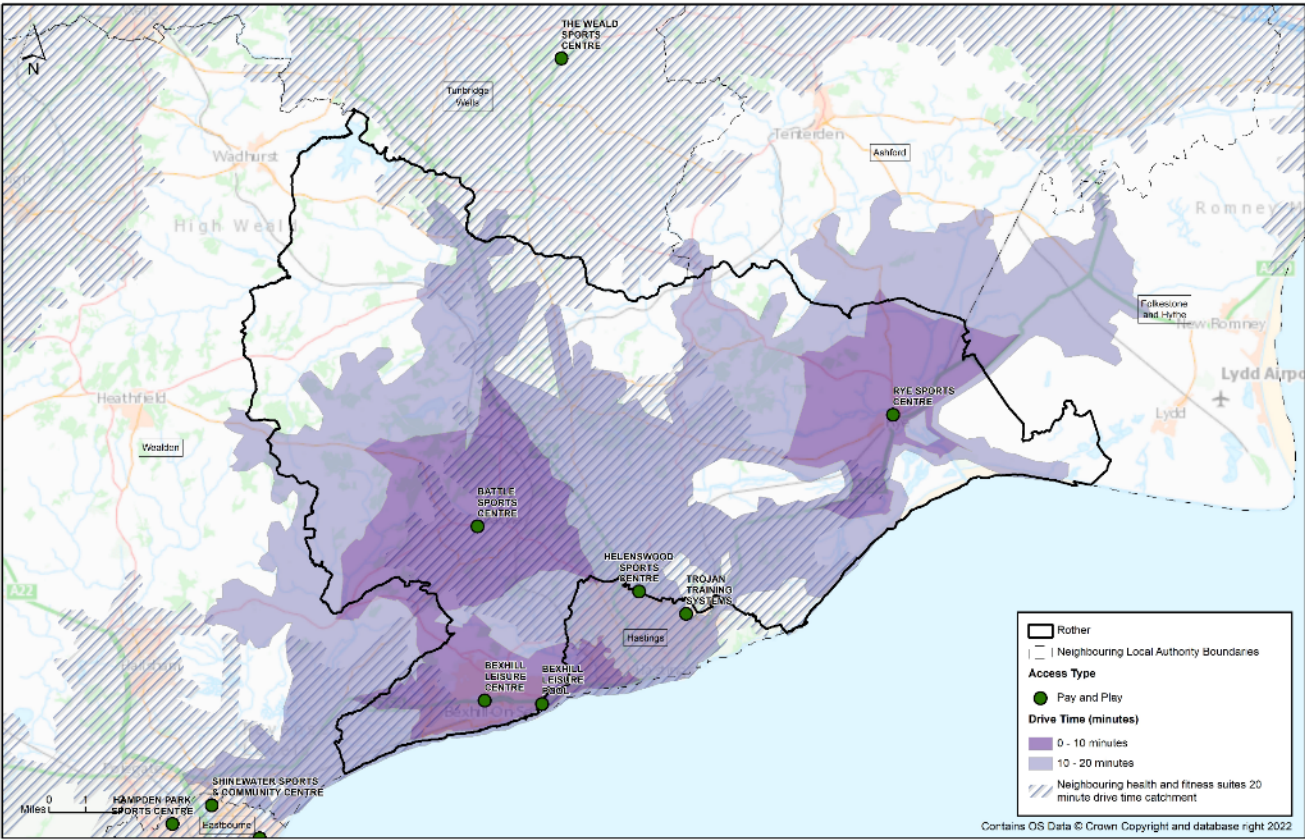 THE WEALD
SPORTS
CENTRE
N
Tunbridge
Wells
Tenterden
Wadhurst
Ashford
High Weald
Romney M
Folkestone
and Hythe
New Romney
Lydd Airpo
RYE SPORTS
CENTRE
Heathfield
Lydd
Wealden
BATTLE
SPORTS
CENTRE
HELENSWOOD
SPORTS
CENTRE
TROJAN
TRAINING
SYSTEMS
A22
Hastings
BEXHILL
LEISURE
CENTRE
BEXHILL
LEISURE
POOL
SHINEWATER SPORTS
& COMMUNITY CENTRE
HAMPDEN PARK
SPORTS CENTRE
Eastbourne
Miles
0
1
Rother
Neighbouring Local Authority Boundaries
Access Type
Pay and Play
Drive Time (minutes)
0 - 10 minutes
10 - 20 minutes
Neighbouring health and fitness suites 20
minute drive time catchment
Contains OS Data © Crown Copyright and database right 2022